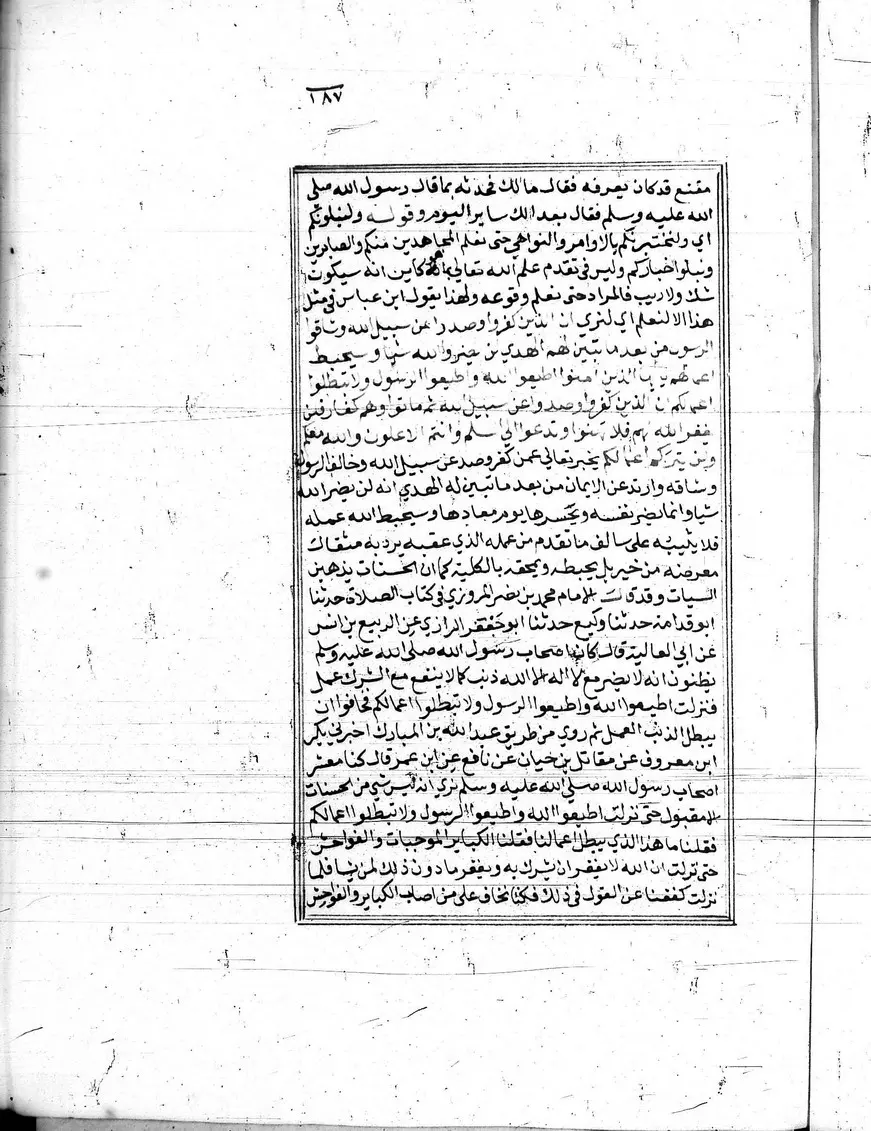 ١٨٧
مقنع قد كان يعرفه فقال مالك فحدثه بما قال رسول الله صلى
الله عليه وسلم فقال بعد ذلك ساير اليوم وقوله ولنبلونكم
اي ولنختبرنكم بالاوامر والنواهي حتى نعلم المجاهدين منكم والصابرين
ونبلوا اخباركم وليس في تقدم علم الله تعالى بما هو كاين انه سيكون
شك ولا ريب فالمراد حتى نعلم وقوعه ولهذا يقول ابن عباس في مثل
هذا الا لنعلم اي لنري ان الذين كفروا وصدوا عن سبيل الله وشاقوا
الرسول من بعد ما تبين لهم الهدي لن يضروا الله شيا وسيحبط
اعمالهم يا يها الذين امنوا اطيعوا الله واطيعوا الرسول ولا تبطلوا
اعمالكم ان الذين كفروا وصدوا عن سبيل الله ثم ماتوا وهم كفار فلن
يغفر الله لهم فلا تهنوا وتدعوا الي السلم وانتم الاعلون والله معكم
ولن يتركم اعمالكم يخبر تعالى عمن كفر وصد عن سبيل الله وخالف الرسول
وشاقه وارتد عن الايمان من بعد ما تبين له الهدي انه لن يضر الله
شيا وانما يضر نفسه ويخسرها يوم معادها وسيحبط الله عمله
فلا يثيبه على سالف ما تقدم من عمله الذي عقبه بردبه مثقال
معوضه من خير بل يحبطه ويمحقه بالكلية كما ان الحسنات يذهبن
السيات وقد قال الامام محمد بن نصر المروزي في كتاب الصلاة حدثنا
ابو قدامة حدثنا وكيع حدثنا ابو جعفر الرازي عن الربيع بن انس
عن ابي العالية قال كان اصحاب رسول الله صلى الله عليه وسلم
يظنون انه لا يضر مع لا اله الا الله ذنب كما لا ينفع مع الشرك عمل
فنزلت اطيعوا الله واطيعوا الرسول ولا تبطلوا اعمالكم فخافوا ان
يبطل الذنب العمل ثم روي من طريق عبد الله بن المبارك اخبرني بكر
ابن معروف عن مقاتل بن حيان عن نافع عن ابن عمر قال كنا معشر
اصحاب رسول الله صلى الله عليه وسلم نري انه ليس شي من الحسنات
الا مقبول حتى نزلت اطيعوا الله واطيعوا الرسول ولا تبطلوا اعمالكم
فقلنا ما هذا الذي يبطل اعمالنا فقلنا الكباير الموجبات والفواحش
حتى نزلت ان الله لا يغفر ان يشرك به ويغفر ما دون ذلك لمن يشا فلما
نزلت كففنا عن القول في ذلك فكنا نخاف على من اصاب الكباير والفواحش